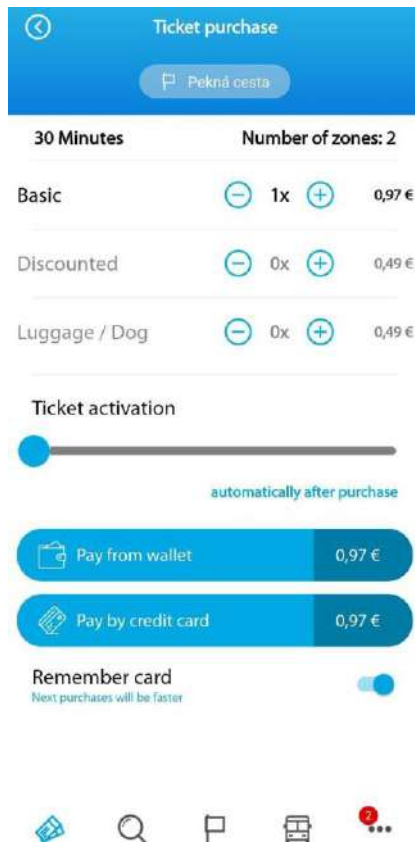 Ticket purchase
Pekná cesta
30 Minutes Number of zones: 2
Basic 1x 0,97 €
Discounted 0x 0,49 €
Luggage / Dog 0x 0,49 €
Ticket activation
automatically after purchase
Pay from wallet 0,97 €
Pay by credit card 0,97 €
Remember card
Next purchases will be faster
2